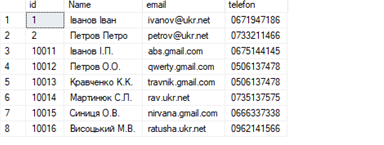 id Name email telefon
1 1 Іванов Іван ivanov@ukr.net 0671947186
2 2 Петров Петро petrov@ukr.net 0733211466
3 10011 Іванов І.П. abs.gmail.com 0675144145
4 10012 Петров О.О. qwerty.gmail.com 0506137478
5 10013 Кравченко К.К. travnik.gmail.com 0506137478
6 10014 Мартинюк С.Л. rav.ukr.net 0735137575
7 10015 Синиця О.В. nirvana.gmail.com 0666337338
8 10016 Висоцький М.В. ratusha.ukr.net 0962141566